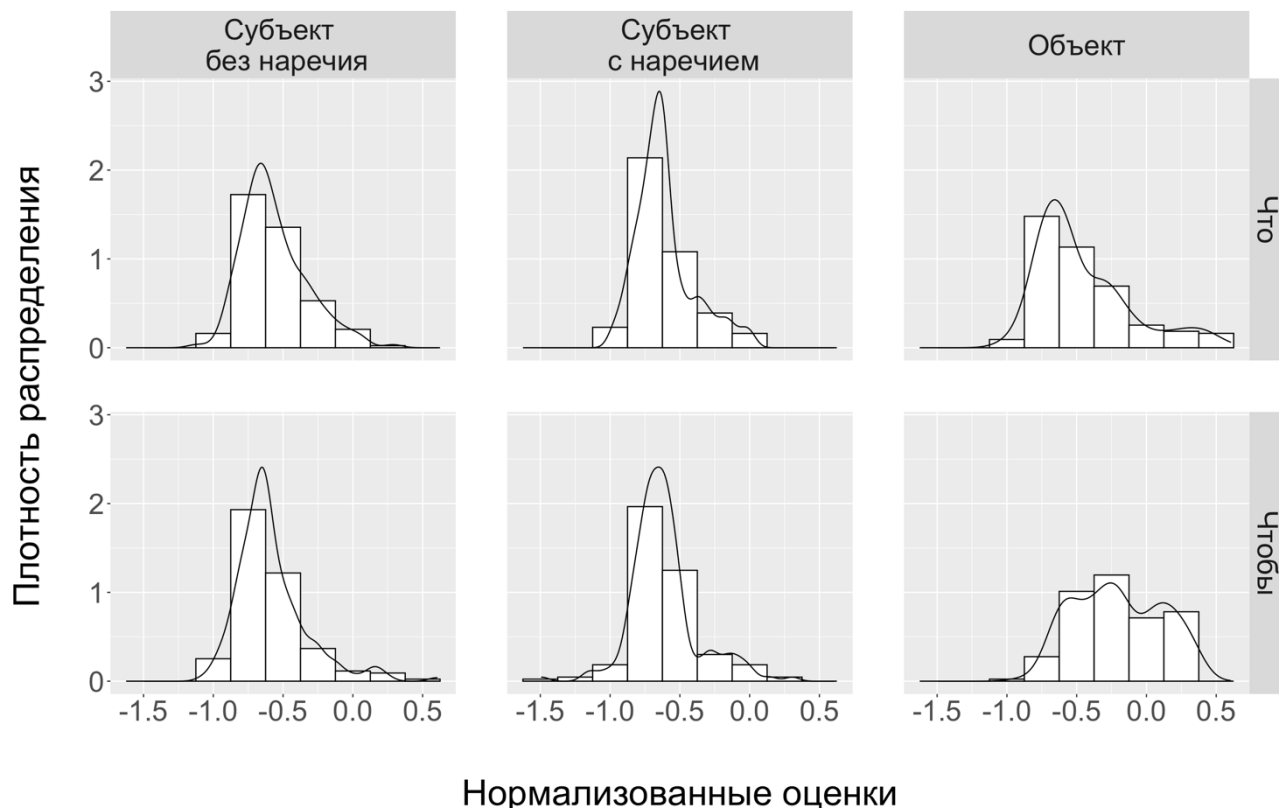 Субъект
без наречия
Субъект
с наречием
Объект
Плотность распределения
3
2
1
0
Что
3
2
1
0
Чтобы
-1.5 -1.0 -0.5 0.0 0.5
-1.5 -1.0 -0.5 0.0 0.5
-1.5 -1.0 -0.5 0.0 0.5
Нормализованные оценки